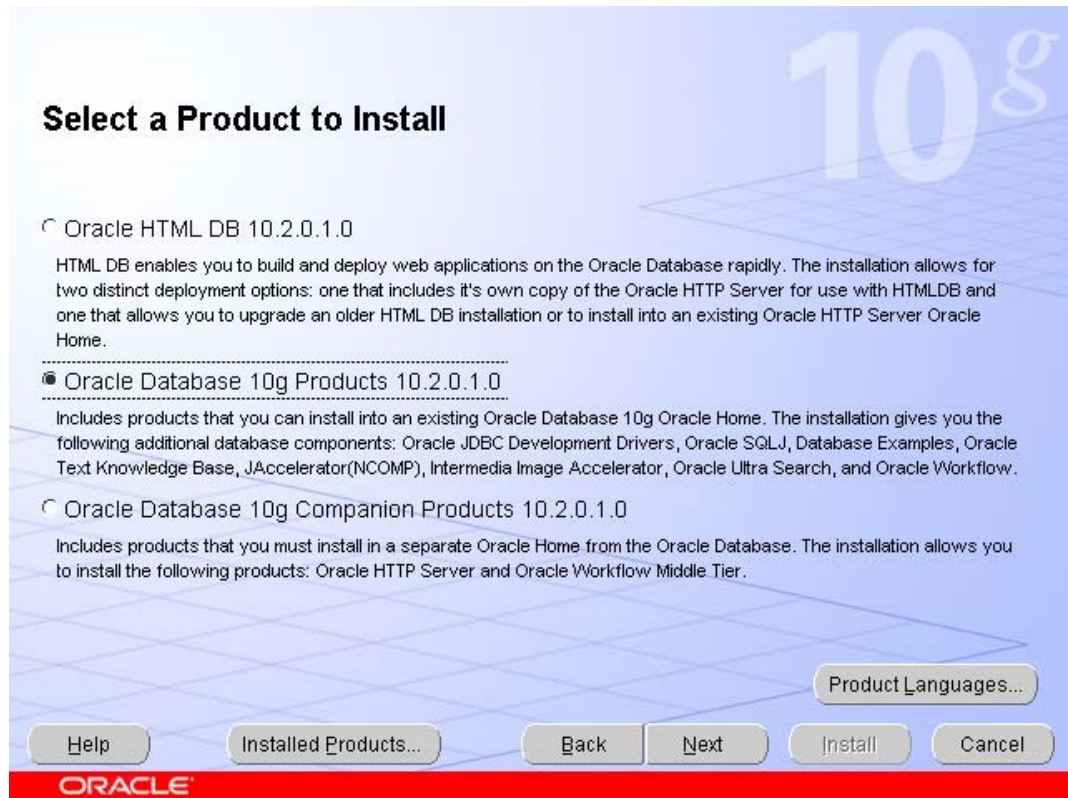 10g
Select a Product to Install
Oracle HTML DB 10.2.0.1.0
HTML DB enables you to build and deploy web applications on the Oracle Database rapidly. The installation allows for
two distinct deployment options: one that includes it's own copy of the Oracle HTTP Server for use with HTMLDB and
one that allows you to upgrade an older HTML DB installation or to install into an existing Oracle HTTP Server Oracle
Home.
Oracle Database 10g Products 10.2.0.1.0
Includes products that you can install into an existing Oracle Database 10g Oracle Home. The installation gives you the
following additional database components: Oracle JDBC Development Drivers, Oracle SQLJ, Database Examples, Oracle
Text Knowledge Base, JAccelerator(NCOMP), Intermedia Image Accelerator, Oracle Ultra Search, and Oracle Workflow.
Oracle Database 10g Companion Products 10.2.0.1.0
Includes products that you must install in a separate Oracle Home from the Oracle Database. The installation allows you
to install the following products: Oracle HTTP Server and Oracle Workflow Middle Tier.
Product Languages...
Help Installed Products... Back Next Install Cancel
ORACLE